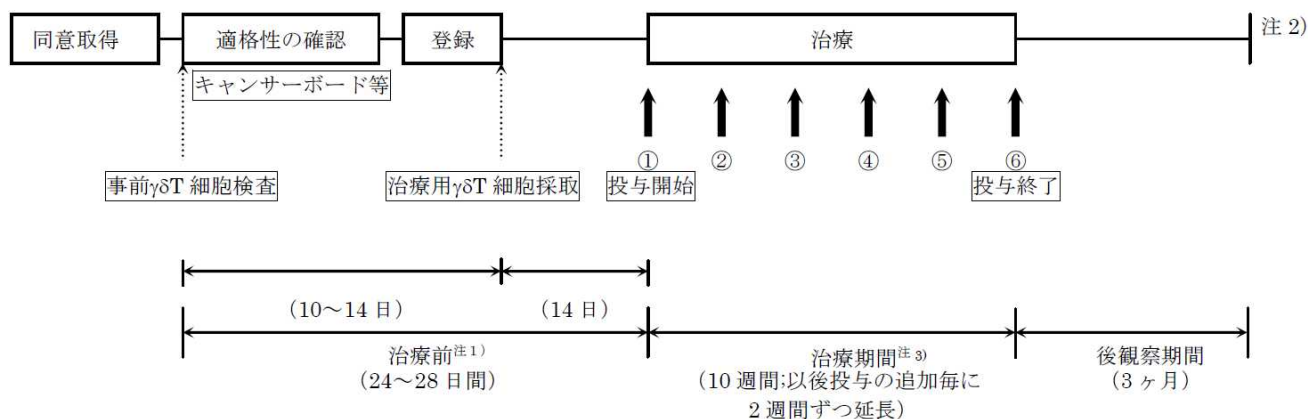 同意取得
適格性の確認
登録
治療
注 2)
キャンサーボード等
① ② ③ ④ ⑤ ⑥
事前γδT 細胞検査
治療用γδT 細胞採取
投与開始
投与終了
(10~14 日)
(14 日)
治療前注 1)
(24~28 日間)
治療期間注 3)
(10 週間;以後投与の追加毎に
2 週間ずつ延長)
後観察期間
(3 ヶ月)